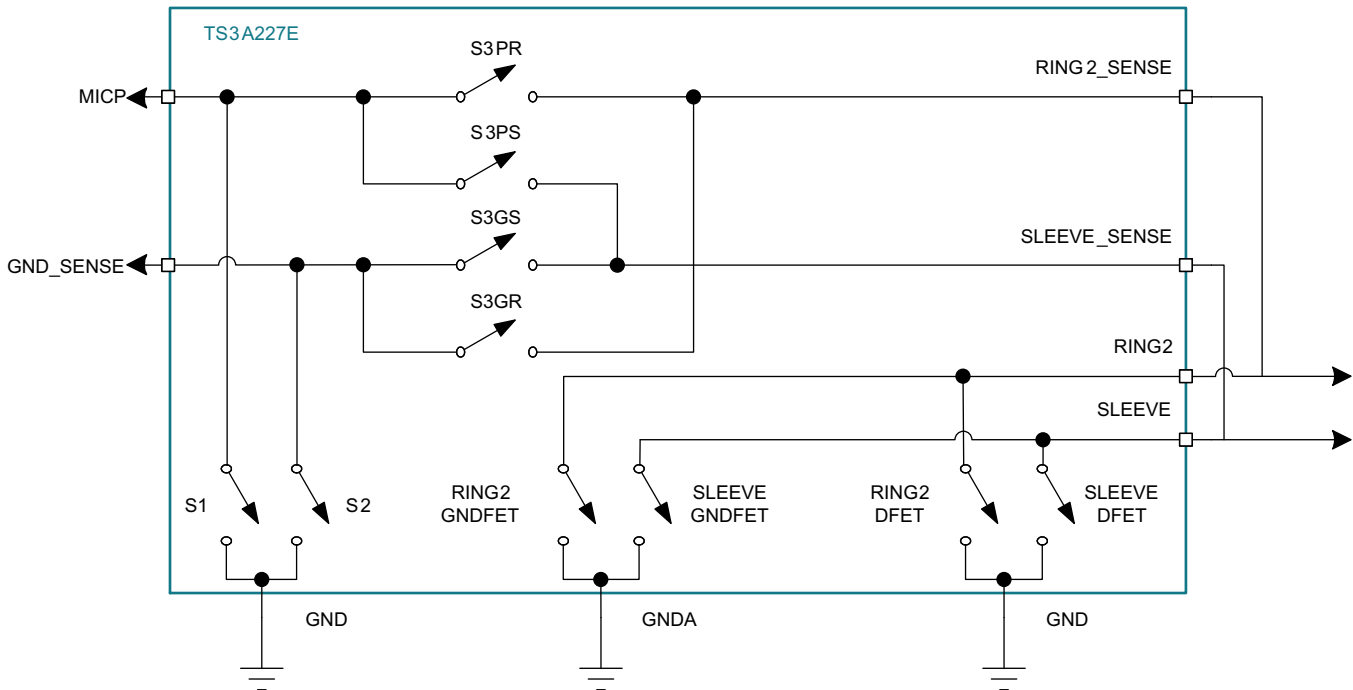 TS3A227E
S3PR
RING2_SENSE
MICP
S3PS
S3GS
SLEEVE_SENSE
GND_SENSE
S3GR
RING2
SLEEVE
S1
S2
RING2
GNDFET
SLEEVE
GNDFET
RING2
DFET
SLEEVE
DFET
GND
GNDA
GND